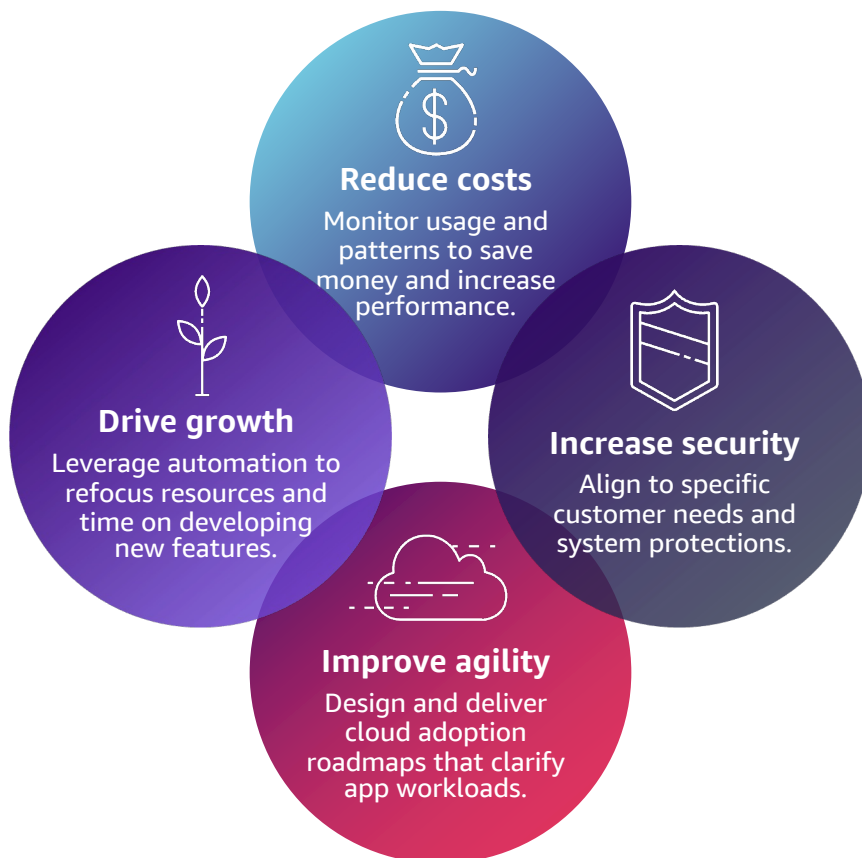 $
Reduce costs
Monitor usage and
patterns to save
money and increase
performance.
Drive growth
Leverage automation to
refocus resources and
time on developing
new features.
Increase security
Align to specific
customer needs and
system protections.
Improve agility
Design and deliver
cloud adoption
roadmaps that clarify
app workloads.